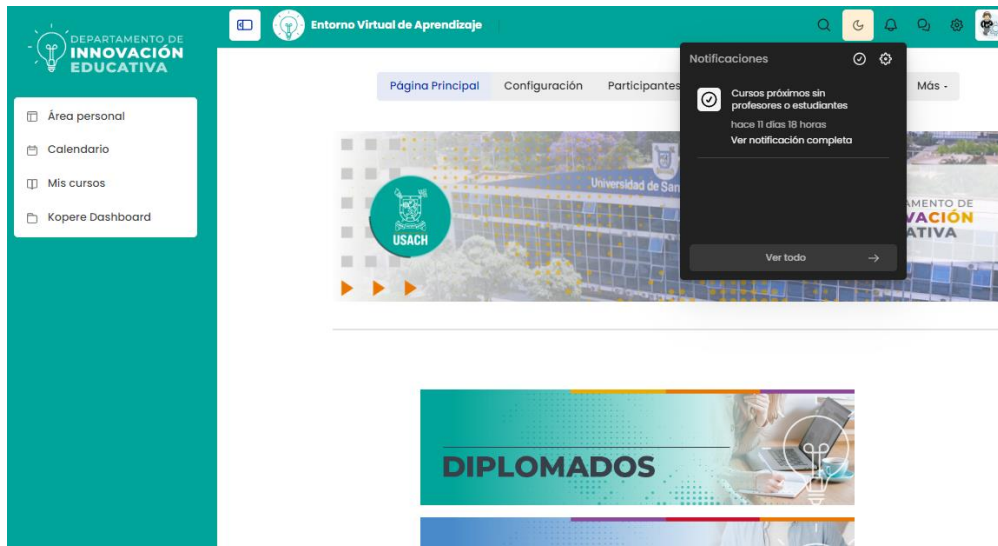 DEPARTAMENTO DE
INNOVACIÓN
EDUCATIVA
Área personal
Calendario
Mis cursos
Kopere Dashboard
Entorno Virtual de Aprendizaje
Página Principal
Configuración
Participantes
Más
Notificaciones
Cursos próximos sin
profesores o estudiantes
hace 11 días 18 horas
Ver notificación completa
Ver todo
Universidad de San
USACH
AMENTO DE
VACIÓN
ATIVA
DIPLOMADOS